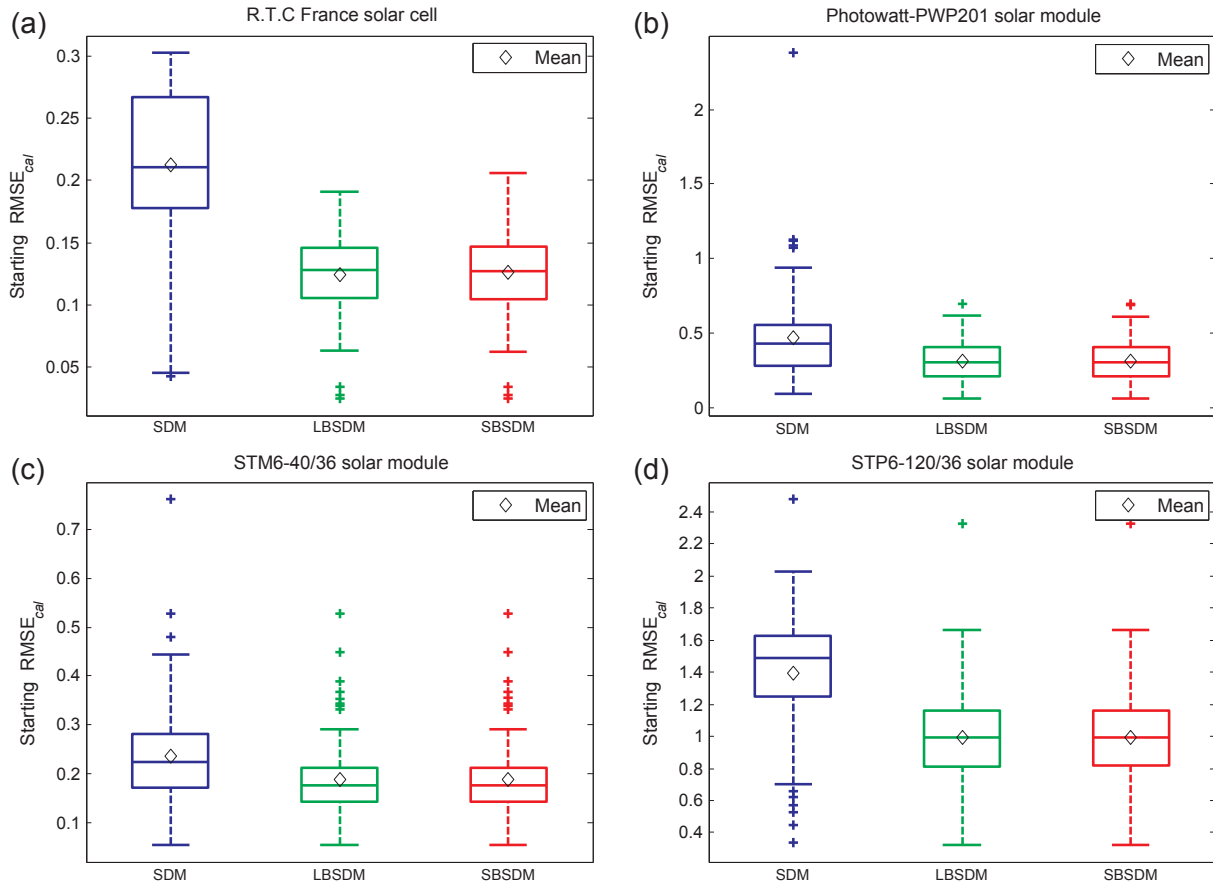 (a)
R.T.C France solar cell
Mean
Starting RMSEcal
0.3
0.25
0.2
0.15
0.1
0.05
SDM
LBSDM
SBSDM
(b)
Photowatt-PWP201 solar module
Mean
Starting RMSEcal
2
1.5
1
0.5
0
SDM
LBSDM
SBSDM
(c)
STM6-40/36 solar module
Mean
Starting RMSEcal
0.7
0.6
0.5
0.4
0.3
0.2
0.1
SDM
LBSDM
SBSDM
(d)
STP6-120/36 solar module
Mean
Starting RMSEcal
2.4
2.2
2
1.8
1.6
1.4
1.2
1
0.8
0.6
0.4
SDM
LBSDM
SBSDM